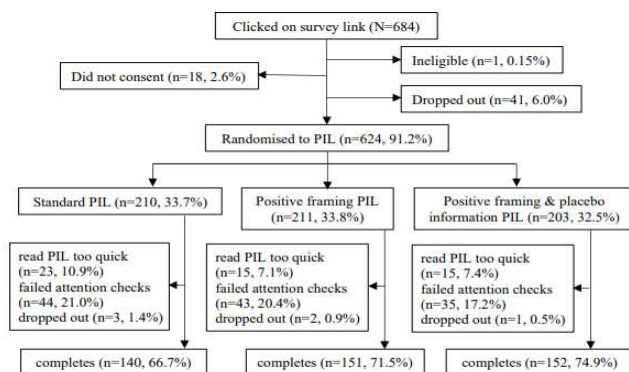 Clicked on survey link (N=684)
Ineligible (n=1, 0.15%)
Did not consent (n=18, 2.6%)
Dropped out (n=41, 6.0%)
Randomised to PIL (n=624, 91.2%)
Standard PIL (n=210, 33.7%)
Positive framing PIL
(n=211, 33.8%)
Positive framing & placebo
information PIL (n=203, 32.5%)
read PIL too quick
(n=23, 10.9%)
failed attention checks
(n=44, 21.0%)
dropped out (n=3, 1.4%)
read PIL too quick
(n=15, 7.1%)
failed attention checks
(n=43, 20.4%)
dropped out (n=2, 0.9%)
read PIL too quick
(n=15, 7.4%)
failed attention checks
(n=35, 17.2%)
dropped out (n=1, 0.5%)
completes (n=140, 66.7%)
completes (n=151, 71.5%)
completes (n=152, 74.9%)